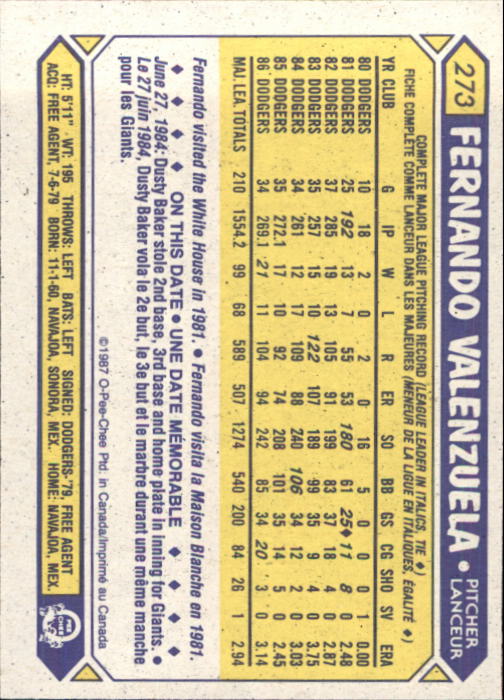 273 FERNANDO VALENZUELA • PITCHER LANCEUR
COMPLETE MAJOR LEAGUE PITCHING RECORD (LEAGUE LEADER IN ITALICS, TIE ♦)
FICHE COMPLÈTE COMME LANCEUR DANS LES MAJEURES (MENEUR DE LA LIGUE EN ITALIQUES, ÉGALITÉ ♦)
YR CLUB G IP W L R ER SO BB GS CG SHO SV ERA
80 DODGERS 10 18 2 0 2 0 16 5 0 0 0 1 0.00
81 DODGERS 25 192 13 7 55 53 180 61 25♦ 11 8 0 2.48
82 DODGERS 37 285 19 13 105 91 199 83 37 18 4 0 2.87
83 DODGERS 35 257 15 10 122 107 189 99 35 9 4 0 3.75
84 DODGERS 34 261 12 17 109 88 240 106 34 12 2 0 3.03
85 DODGERS 35 272.1 17 10 92 74 208 101 35 14 5 0 2.45
86 DODGERS 34 269.1 21 11 104 94 242 85 34 20 3 0 3.14
MAJ. LEA. TOTALS 210 1554.2 99 68 589 507 1274 540 200 84 26 1 2.94
Fernando visited the White House in 1981. • Fernando visita la Maison Blanche en 1981.
♦ ♦ ♦ ♦ ON THIS DATE • UNE DATE MÉMORABLE ♦ ♦ ♦ ♦
June 27, 1984: Dusty Baker stole 2nd base, 3rd base and home plate in inning for Giants. •
Le 27 juin 1984, Dusty Baker vola le 2e but, le 3e but et le marbre durant une même manche
pour les Giants.
©1987 O-Pee-Chee Ptd. in Canada/Imprimé au Canada
HT: 5'11" WT: 195 THROWS: LEFT BATS: LEFT SIGNED: DODGERS-'79, FREE AGENT
ACQ: FREE AGENT, 7-6-79 BORN: 11-1-60, NAVAJOA, SONORA, MEX. HOME: NAVAJOA, MEX.
O PEE CHEE